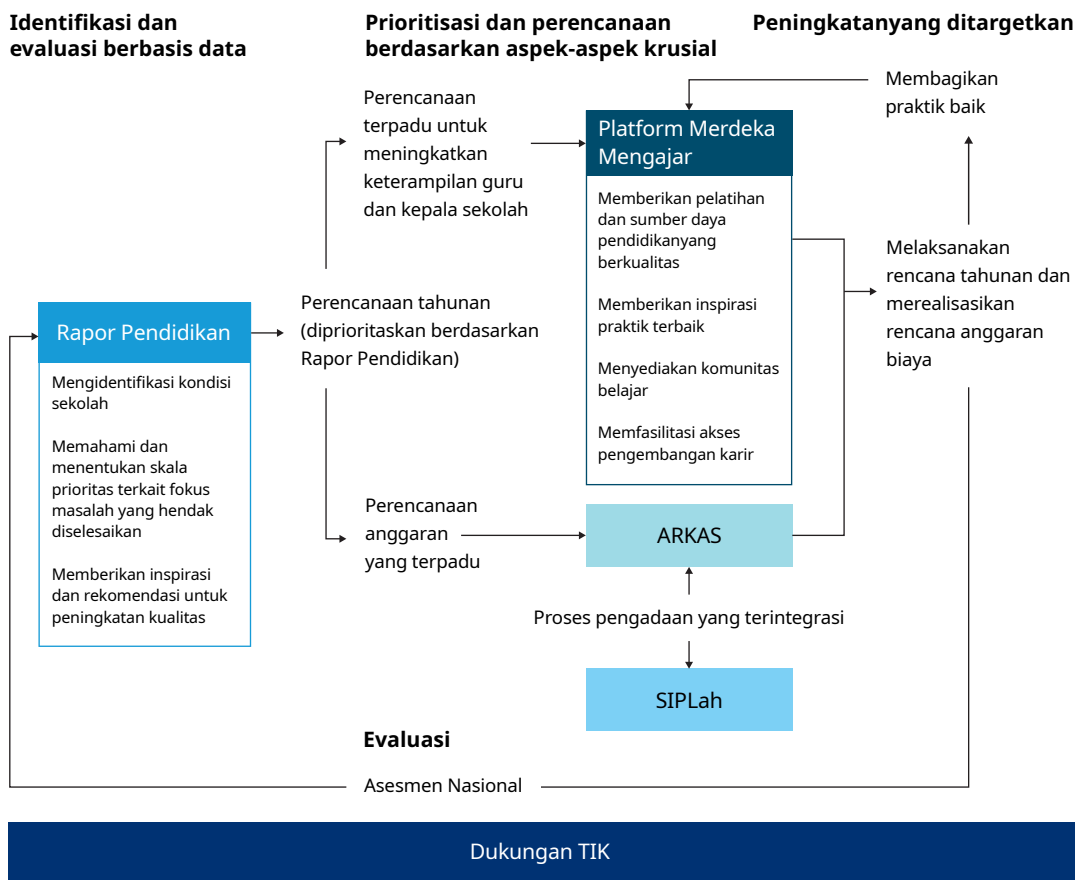 Identifikasi dan
evaluasi berbasis data
Prioritisasi dan perencanaan
berdasarkan aspek-aspek krusial
Peningkatanyang ditargetkan
Rapor Pendidikan
Mengidentifikasi kondisi
sekolah
Memahami dan
menentukan skala
prioritas terkait fokus
masalah yang hendak
diselesaikan
Memberikan inspirasi
dan rekomendasi untuk
peningkatan kualitas
Perencanaan tahunan
(diprioritaskan berdasarkan
Rapor Pendidikan)
Perencanaan
terpadu untuk
meningkatkan
keterampilan guru
dan kepala sekolah
Perencanaan
anggaran
yang terpadu
Platform Merdeka
Mengajar
Memberikan pelatihan
dan sumber daya
pendidikanyang
berkualitas
Memberikan inspirasi
praktik terbaik
Menyediakan komunitas
belajar
Memfasilitasi akses
pengembangan karir
ARKAS
Proses pengadaan yang terintegrasi
SIPLah
Membagikan
praktik baik
Melaksanakan
rencana tahunan dan
merealisasikan
rencana anggaran
biaya
Evaluasi
Asesmen Nasional
Dukungan TIK